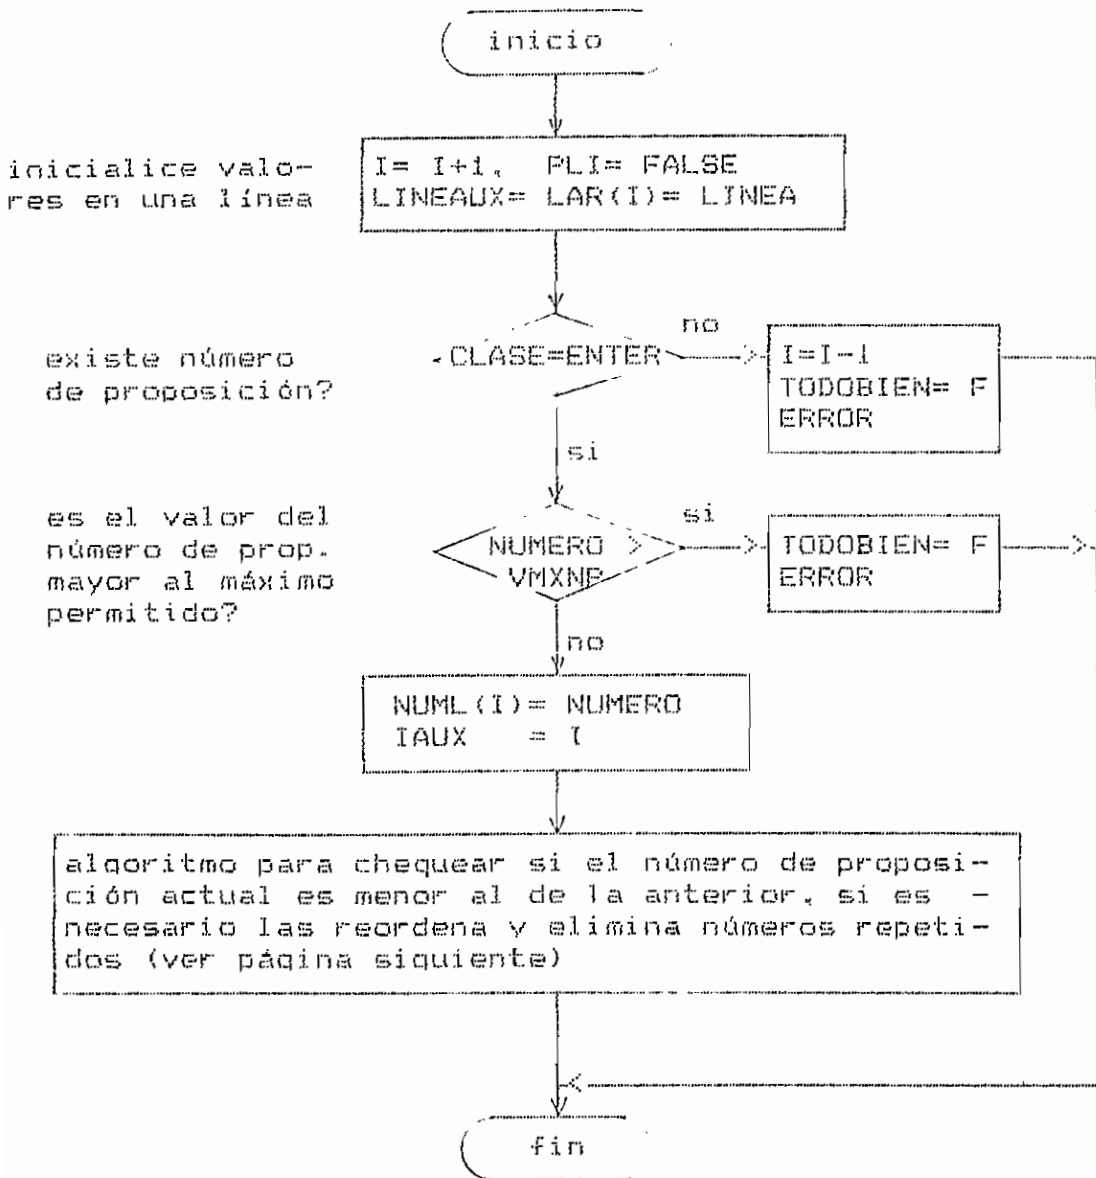 inicio
inicialice valo-
res en una línea
I= I+1, PLI= FALSE
LINEAUX= LAR(I)= LINEA
existe número
de proposición?
CLASE=ENTER
no
I=I-1
TODOBIEN= F
ERROR
si
es el valor del
número de prop.
mayor al máximo
permitido?
NUMERO >
VMXNP
si
TODOBIEN= F
ERROR
no
NUML(I)= NUMERO
IAUX = I
algoritmo para chequear si el número de proposi-
ción actual es menor al de la anterior, si es -
necesario las reordena y elimina números repeti-
dos (ver página siguiente)
fin